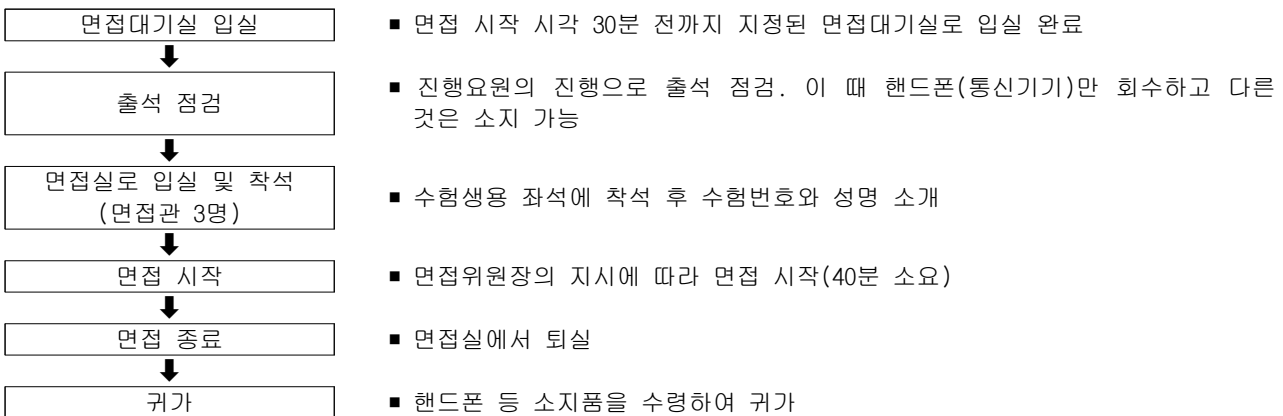 면접대기실 입실
■ 면접 시작 시각 30분 전까지 지정된 면접대기실로 입실 완료
출석 점검
■ 진행요원의 진행으로 출석 점검. 이 때 핸드폰(통신기기)만 회수하고 다른
것은 소지 가능
면접실로 입실 및 착석
(면접관 3명)
■ 수험생용 좌석에 착석 후 수험번호와 성명 소개
면접 시작
■ 면접위원장의 지시에 따라 면접 시작(40분 소요)
면접 종료
■ 면접실에서 퇴실
귀가
■ 핸드폰 등 소지품을 수령하여 귀가